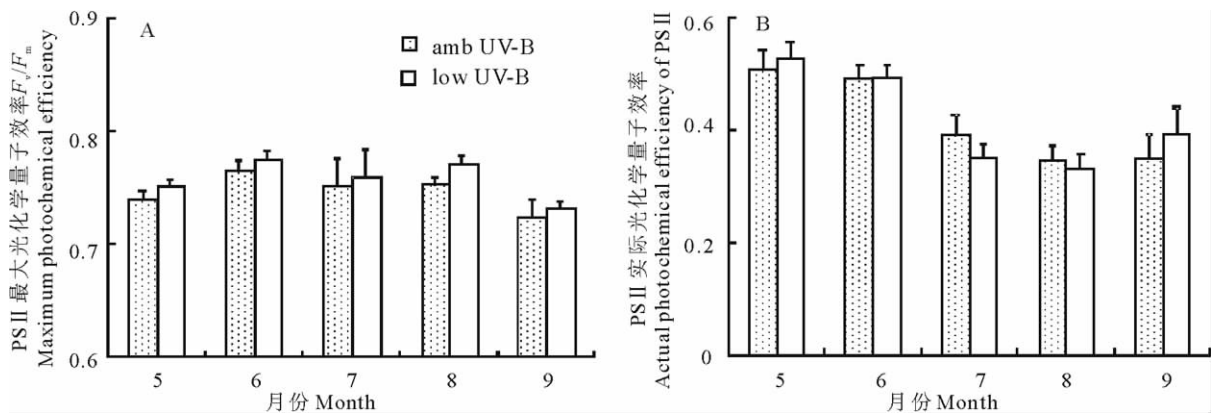 PSⅡ最大光化学量子效率Fv/Fm
Maximum photochemical efficiency
0.9
0.8
0.7
0.6
A
amb UV-B
low UV-B
5 6 7 8 9
月份 Month
PSⅡ实际光化学量子效率
Actual photochemical efficiency of PSⅡ
0.6
0.4
0.2
0
B
5 6 7 8 9
月份 Month